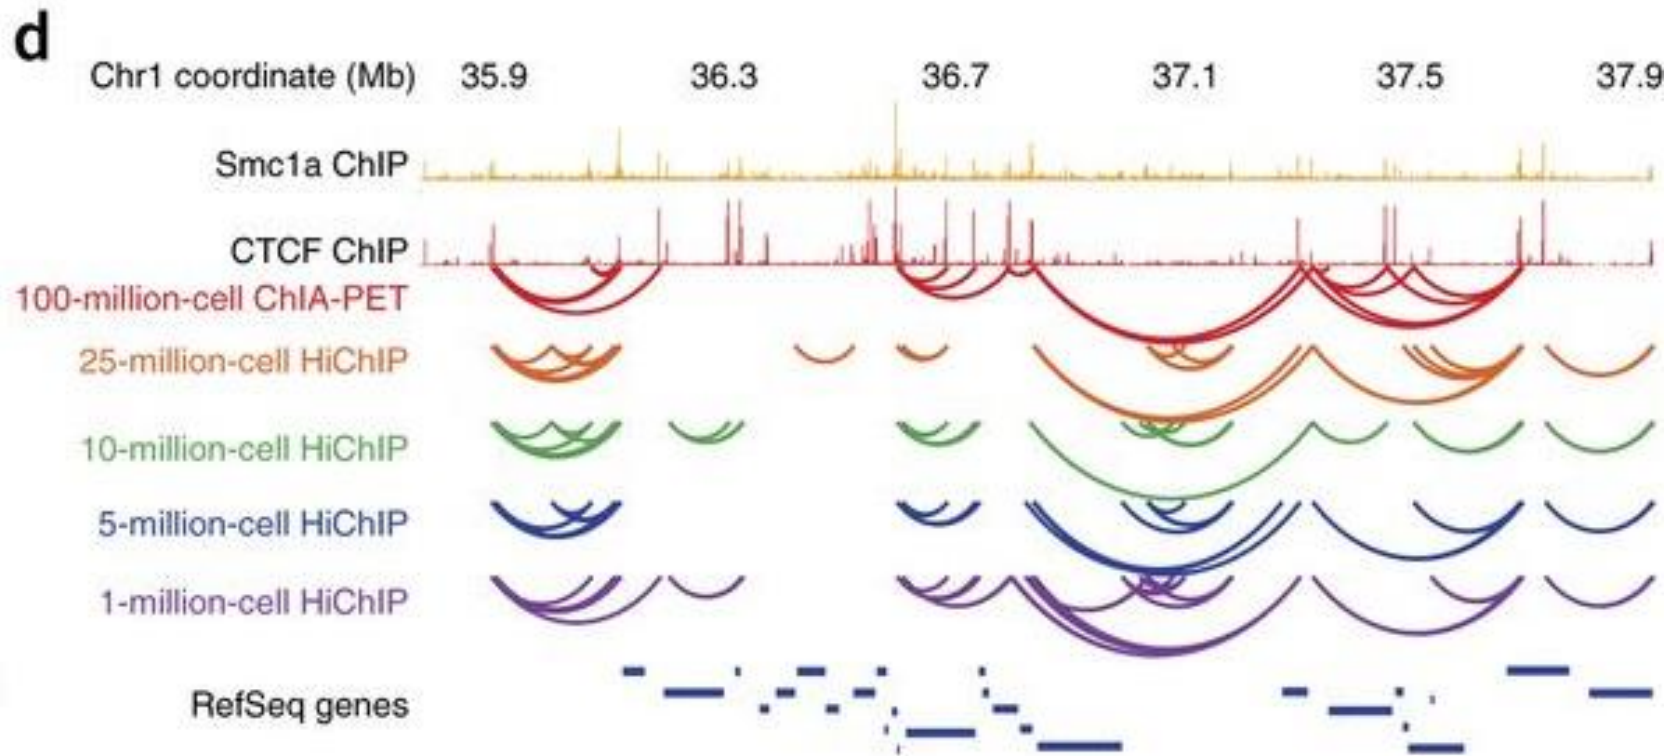 d
Chr1 coordinate (Mb) 35.9 36.3 36.7 37.1 37.5 37.9
Smc1a ChIP
CTCF ChIP
100-million-cell ChIA-PET
25-million-cell HiChIP
10-million-cell HiChIP
5-million-cell HiChIP
1-million-cell HiChIP
RefSeq genes